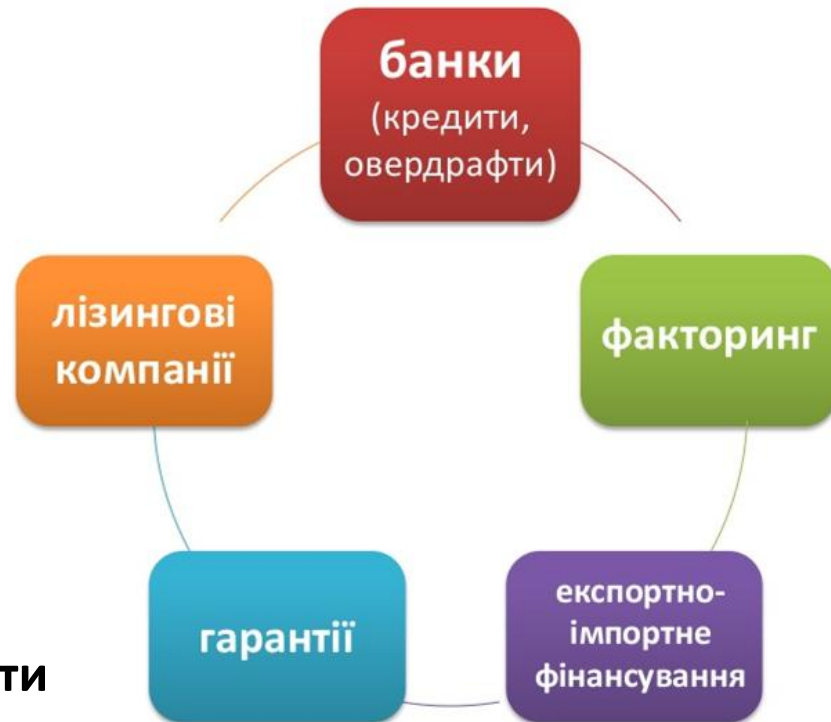 банки
(кредити,
овердрафти)
лізингові
компанії
факторинг
гарантії
експортно-
імпортне
фінансування
ти